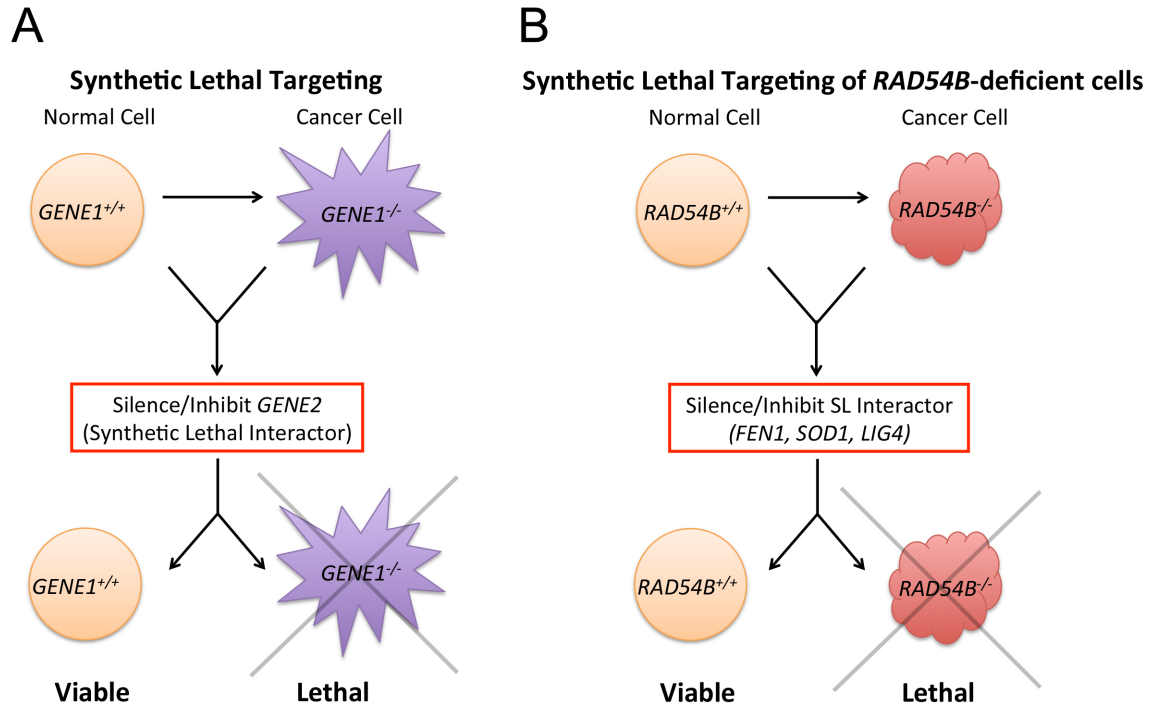 A
Synthetic Lethal Targeting
Normal Cell
Cancer Cell
GENE1+/+
GENE1-/-
Silence/Inhibit GENE2
(Synthetic Lethal Interactor)
GENE1+/+
GENE1-/-
Viable
Lethal
B
Synthetic Lethal Targeting of RAD54B-deficient cells
Normal Cell
Cancer Cell
RAD54B+/+
RAD54B-/-
Silence/Inhibit SL Interactor
(FEN1, SOD1, LIG4)
RAD54B+/+
RAD54B-/-
Viable
Lethal